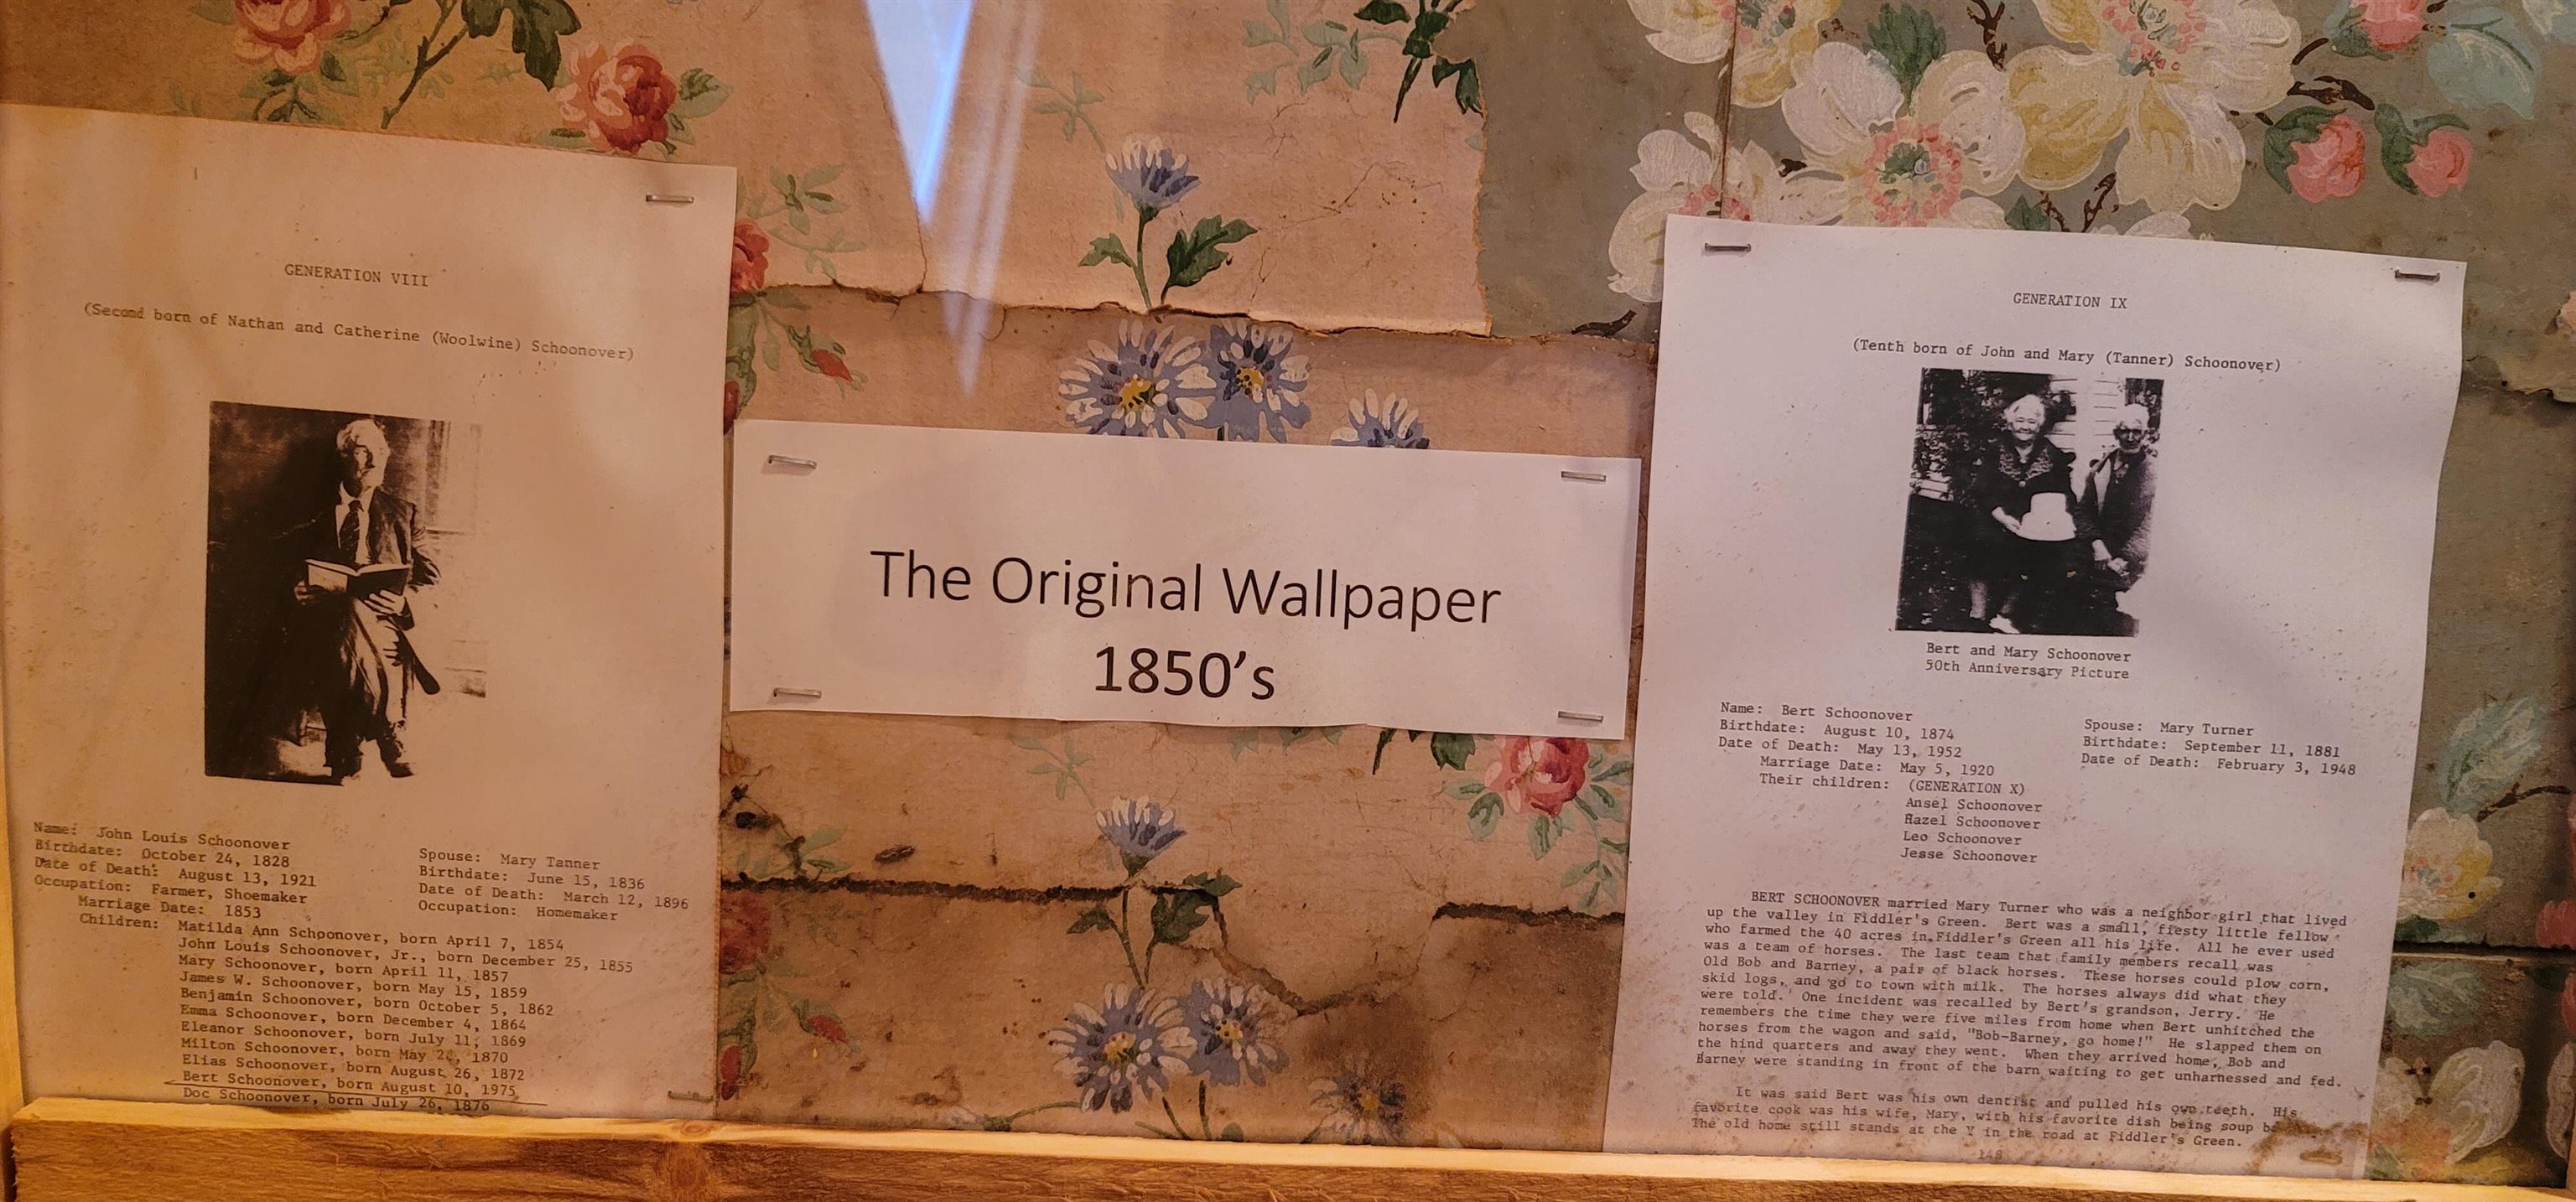 GENERATION VIII
(Second born of Nathan and Catherine (Woolwine) Schoonover)
Name: John Louis Schoonover
Birthdate: October 24, 1828
Date of Death: August 13, 1921
Occupation: Farmer, Shoemaker
Marriage Date: 1853
Spouse: Mary Tanner
Birthdate: June 15, 1836
Date of Death: March 12, 1896
Occupation: Homemaker
Children: Matilda Ann Schoonover, born April 7, 1854
John Louis Schoonover, Jr., born December 25, 1855
Mary Schoonover, born April 11, 1857
James W. Schoonover, born May 15, 1859
Benjamin Schoonover, born October 5, 1862
Emma Schoonover, born December 4, 1864
Eleanor Schoonover, born July 11, 1869
Milton Schoonover, born May 1870
Elias Schoonover, born August 26, 1872
Bert Schoonover, born August 10, 1975
Doc Schoonover, born July 26, 1876
The Original Wallpaper
1850's
GENERATION IX
(Tenth born of John and Mary (Tanner) Schoonover)
Bert and Mary Schoonover
50th Anniversary Picture
Name: Bert Schoonover
Birthdate: August 10, 1874
Date of Death: May 13, 1952
Marriage Date: May 5, 1920
Their children: (GENERATION X)
Ansel Schoonover
Hazel Schoonover
Leo Schoonover
Jesse Schoonover
Spouse: Mary Turner
Birthdate: September 11, 1881
Date of Death: February 3, 1948
BERT SCHOONOVER married Mary Turner who was a neighbor girl that lived
up the valley in Fiddler's Green. Bert was a small, fiesty little fellow
who farmed the 40 acres in Fiddler's Green all his life. All he ever used
was a team of horses. The last team that family members recall was
Old Bob and Barney, a pair of black horses. These horses could plow corn,
skid logs, and go to town with milk. The horses always did what they
were told. One incident was recalled by Bert's grandson, Jerry. He
remembers the time they were five miles from home when Bert unhitched the
horses from the wagon and said, "Bob-Barney, go home!" He slapped them on
the hind quarters and away they went. When they arrived home, Bob and
Barney were standing in front of the barn waiting to get unharnessed and fed.
It was said Bert was his own dentist and pulled his own teeth. His
favorite cook was his wife, Mary, with his favorite dish being soup
The old home still stands at the Y in the road at Fiddler's Green.
148